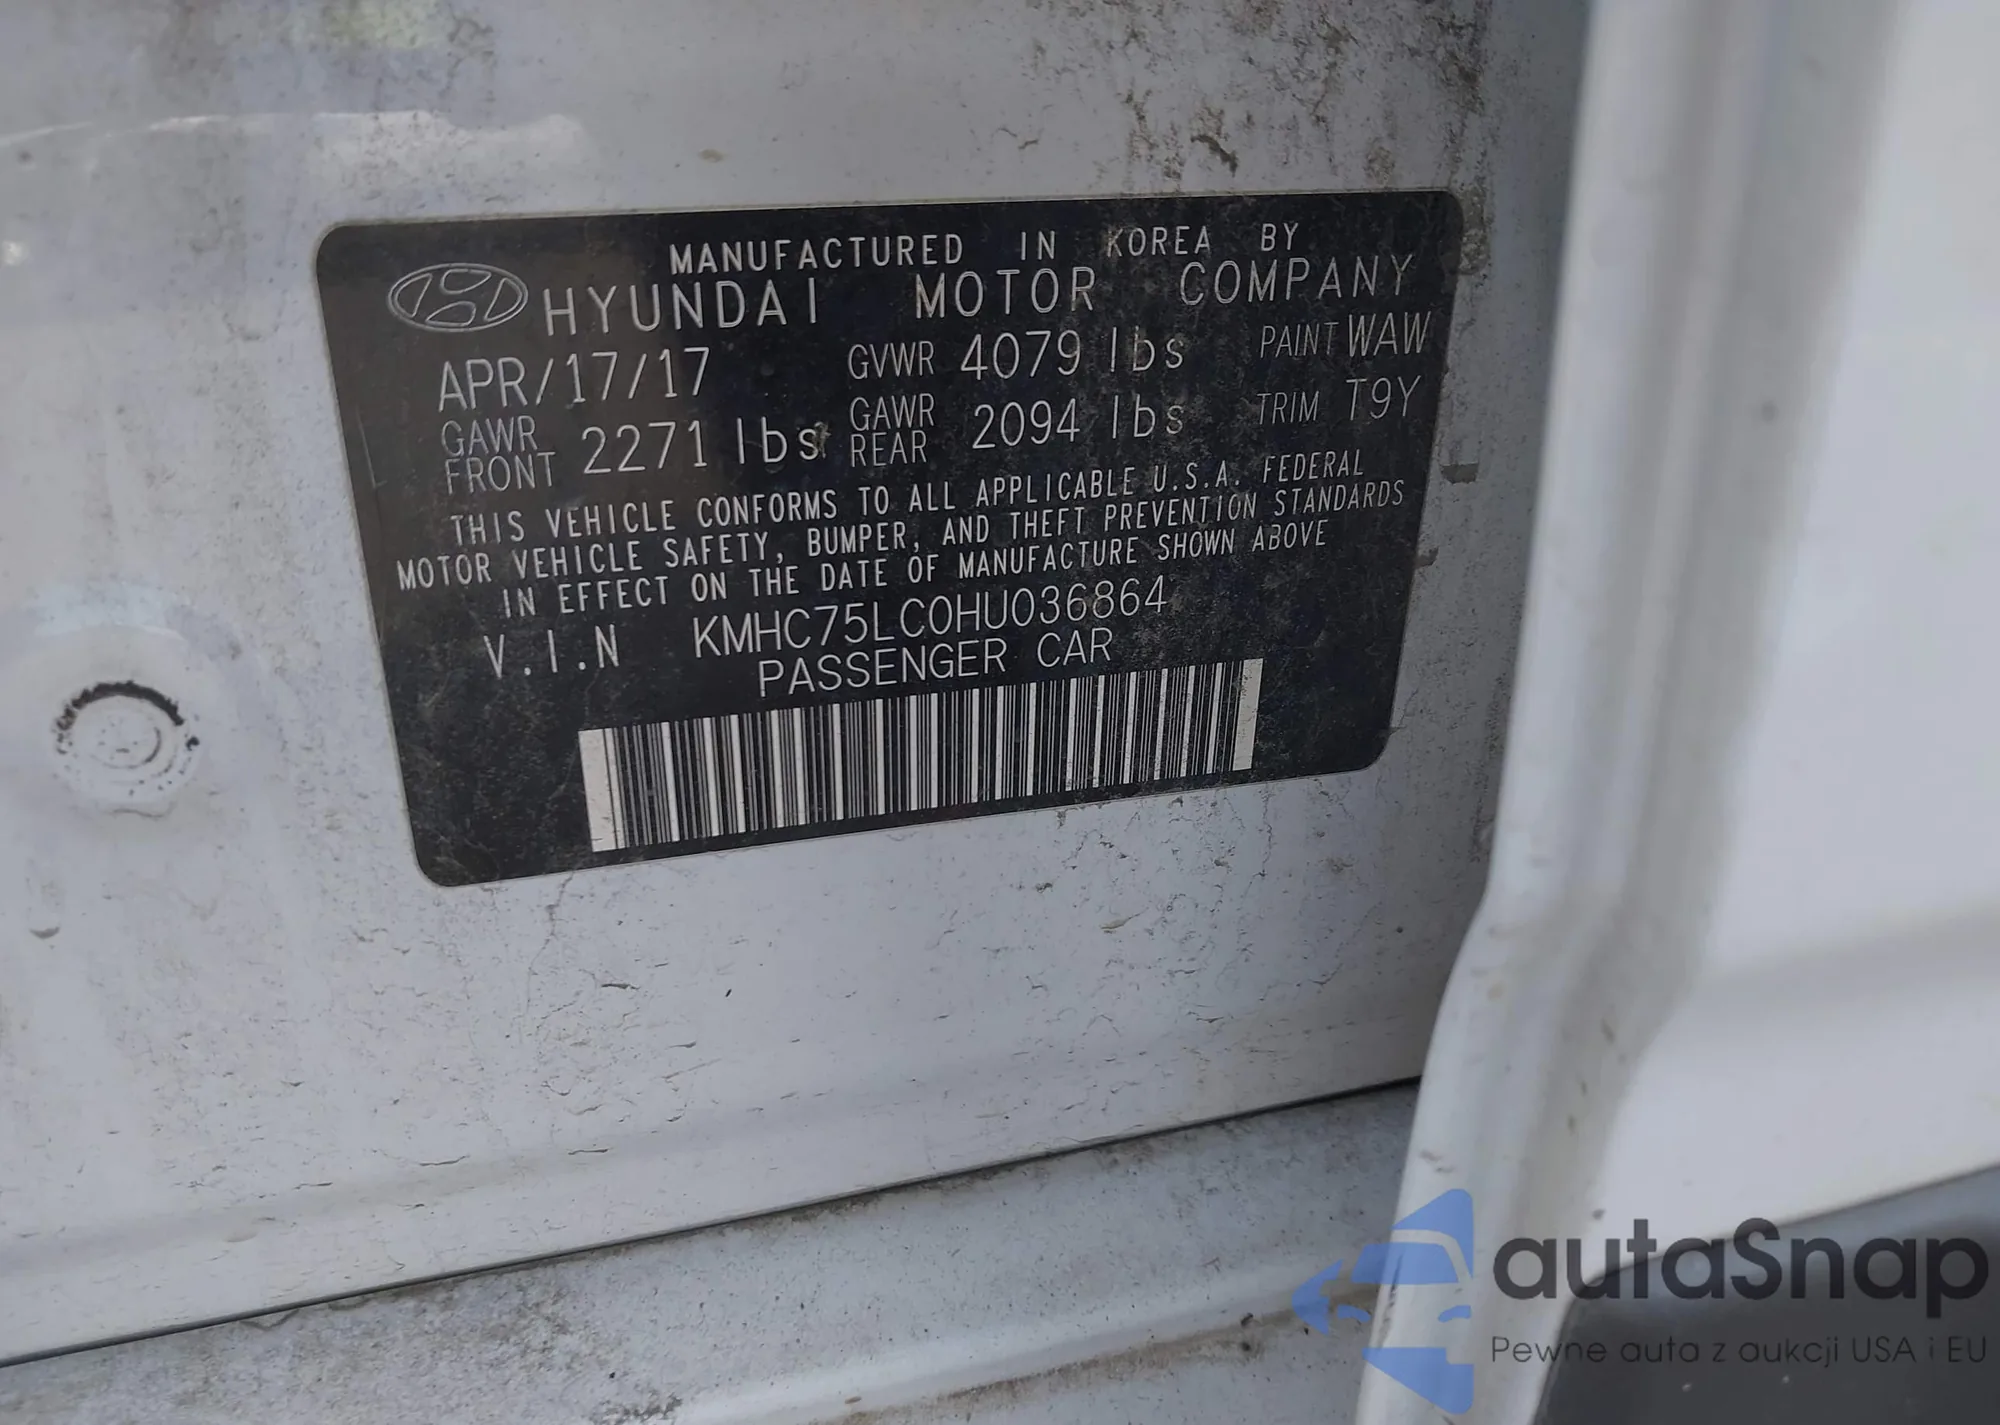 MANUFACTURED IN KOREA BY
HYUNDAI MOTOR COMPANY
APR/17/17 GVWR 4079 lbs PAINT WAW
GAWR FRONT 2271 lbs GAWR REAR 2094 lbs TRIM T9Y
THIS VEHICLE CONFORMS TO ALL APPLICABLE U.S.A. FEDERAL
MOTOR VEHICLE SAFETY, BUMPER, AND THEFT PREVENTION STANDARDS
IN EFFECT ON THE DATE OF MANUFACTURE SHOWN ABOVE
V.I.N KMHC75LC0HU036864
PASSENGER CAR
autaSnap
Pewne auta z aukcji USA i EU